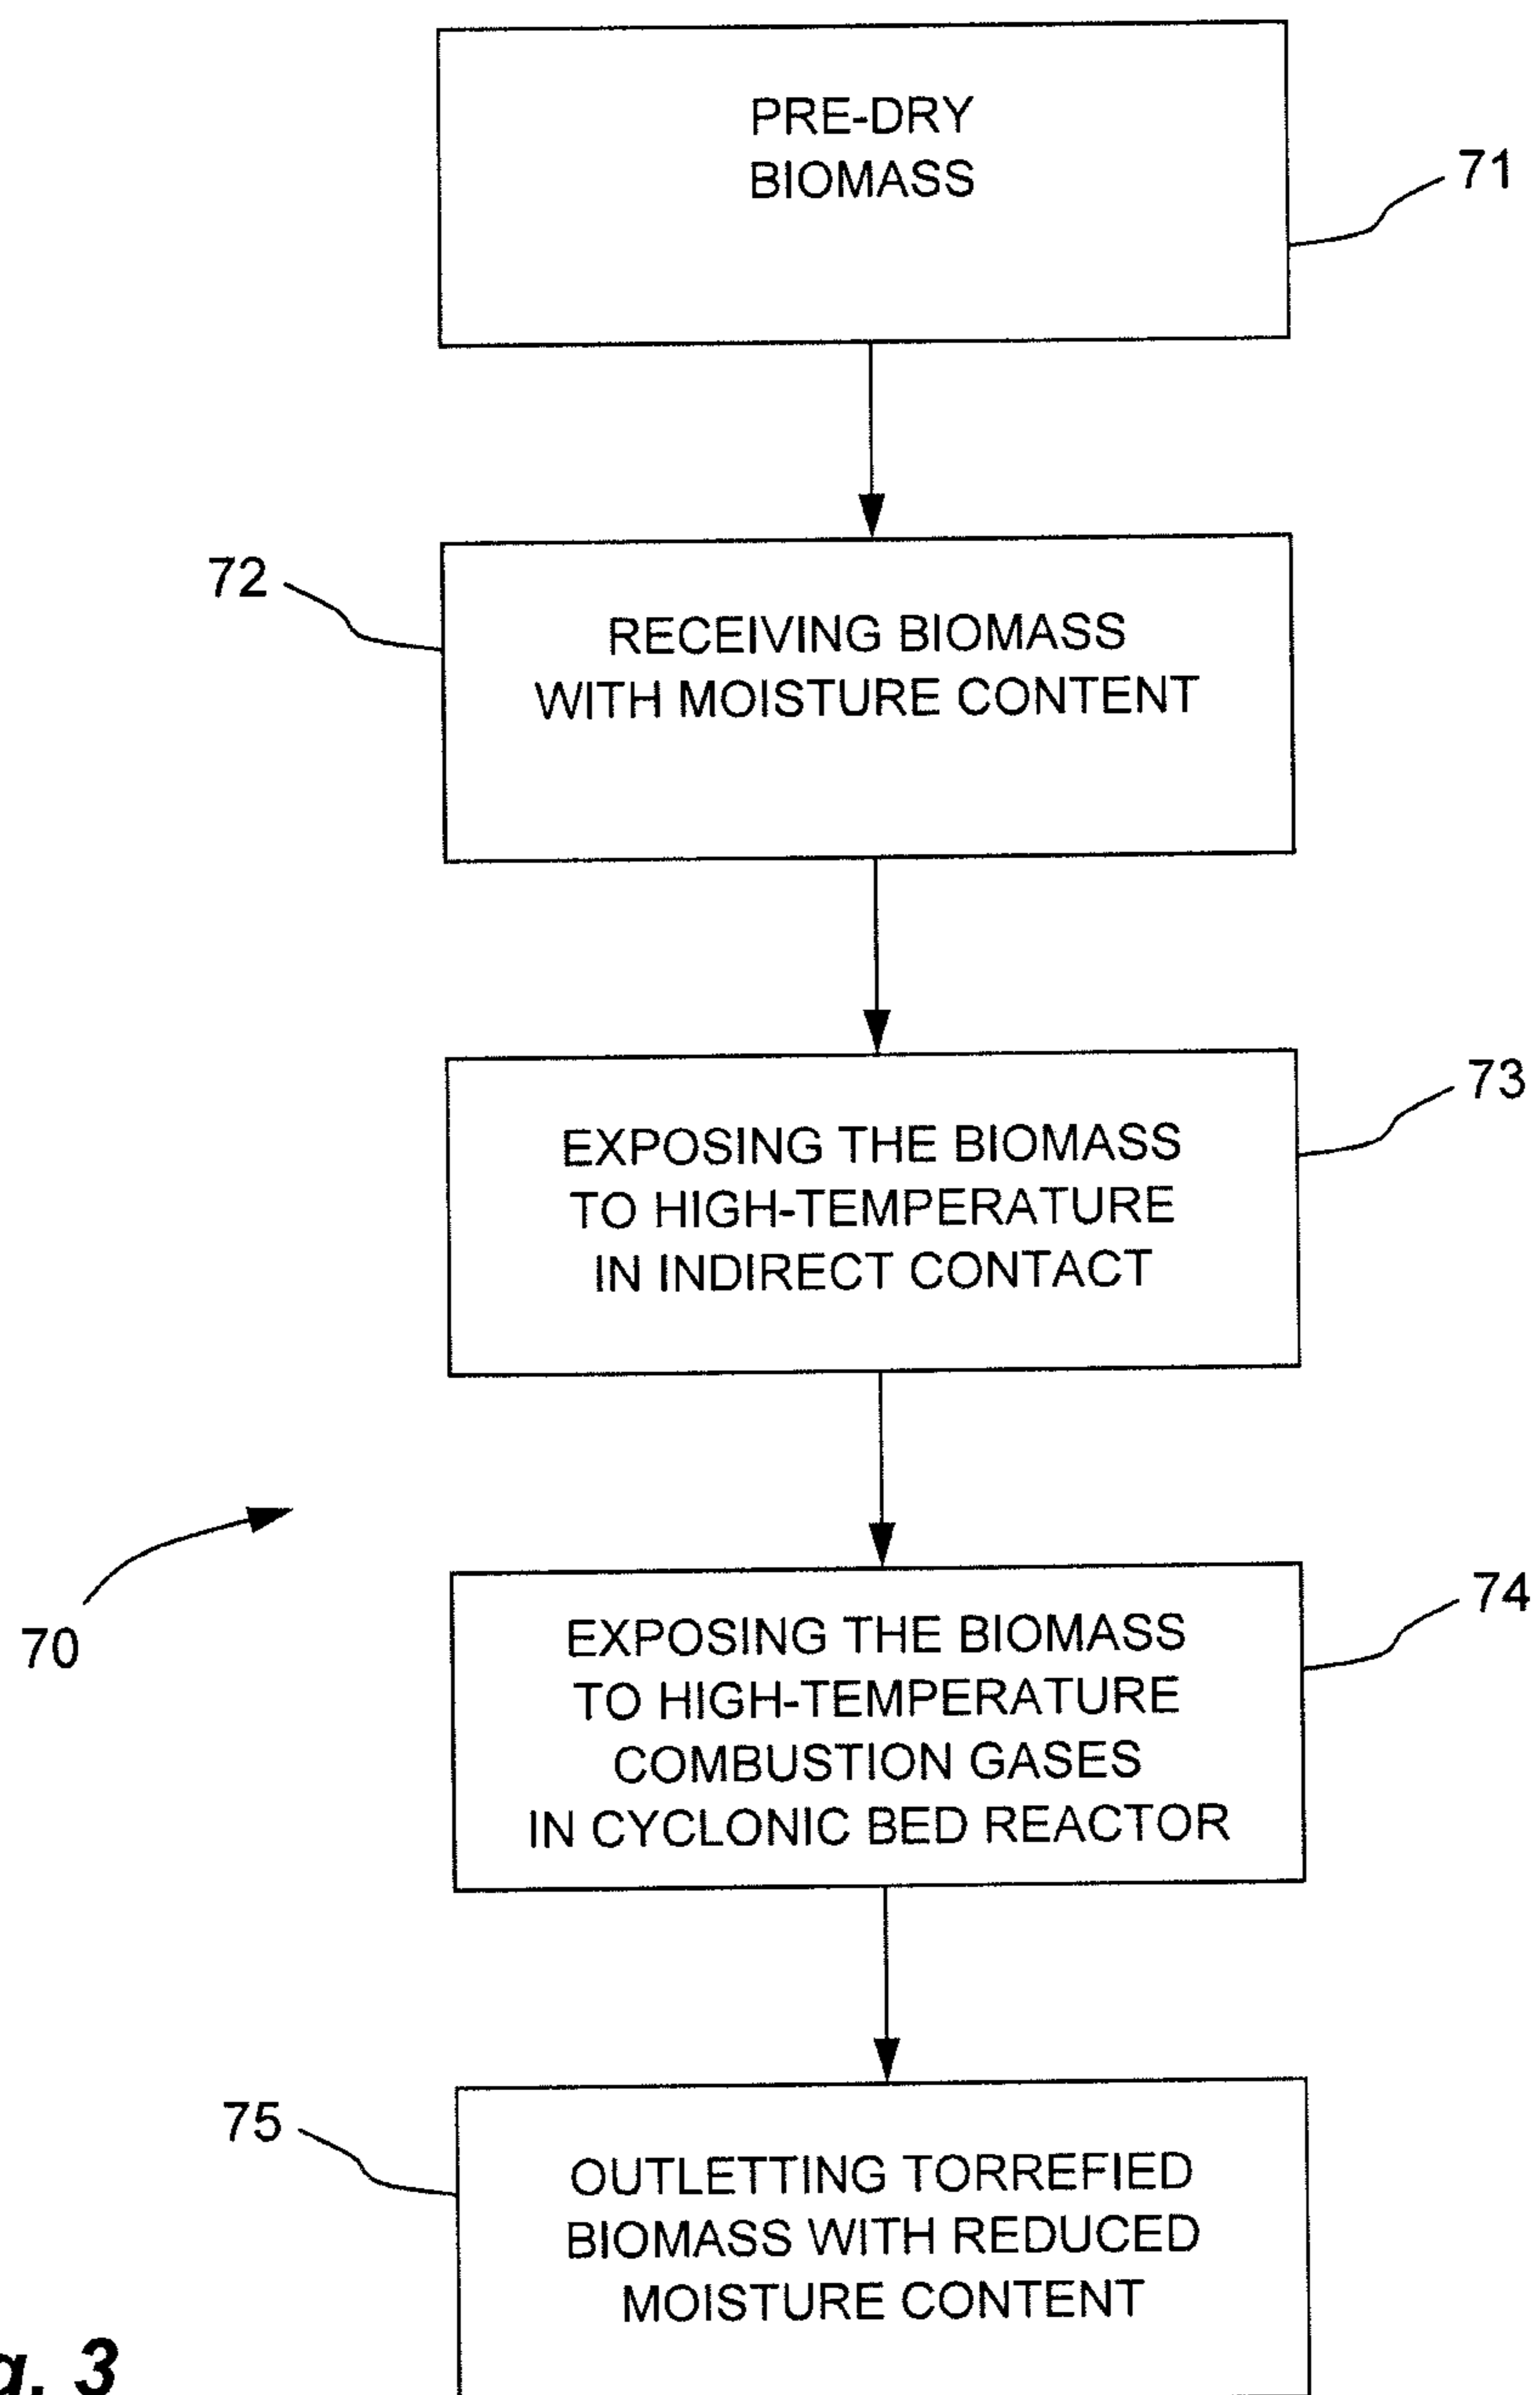 PRE-DRY
BIOMASS
71
72
RECEIVING BIOMASS
WITH MOISTURE CONTENT
73
EXPOSING THE BIOMASS
TO HIGH-TEMPERATURE
IN INDIRECT CONTACT
70
74
EXPOSING THE BIOMASS
TO HIGH-TEMPERATURE
COMBUSTION GASES
IN CYCLONIC BED REACTOR
75
OUTLETTING TORREFIED
BIOMASS WITH REDUCED
MOISTURE CONTENT
g. 3